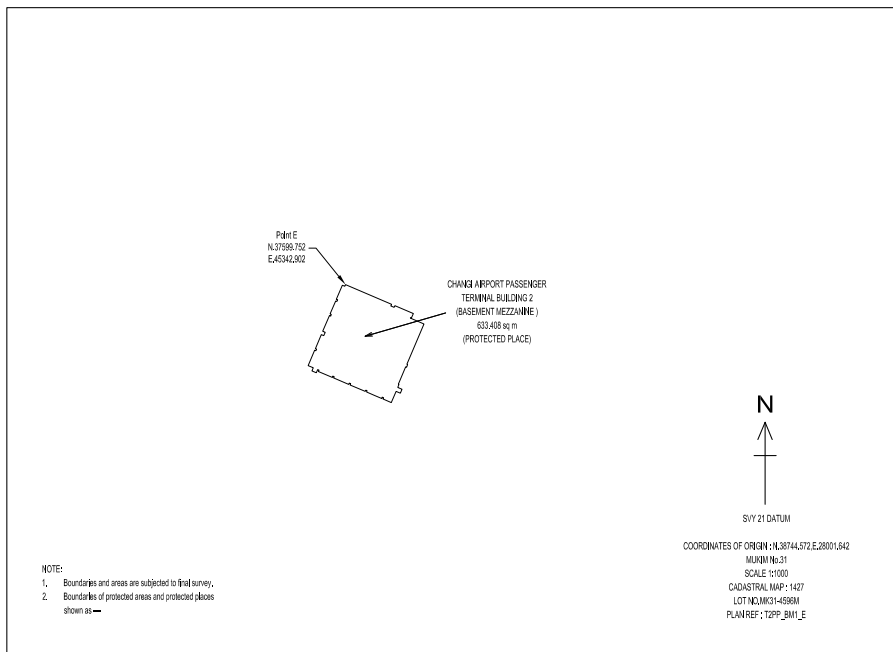 Point E
N.37599.752
E.45342.902
CHANGI AIRPORT PASSENGER
TERMINAL BUILDING 2
(BASEMENT MEZZANINE )
633.408 sq m
(PROTECTED PLACE)
N
SVY 21 DATUM
COORDINATES OF ORIGIN : N.38744.572,E.28001.642
MUKIM No.31
SCALE 1:1000
CADASTRAL MAP : 1427
LOT NO.MK31-4596M
PLAN REF : T2PP_BM1_E
NOTE:
1. Boundaries and areas are subjected to final survey.
2. Boundaries of protected areas and protected places
shown as —